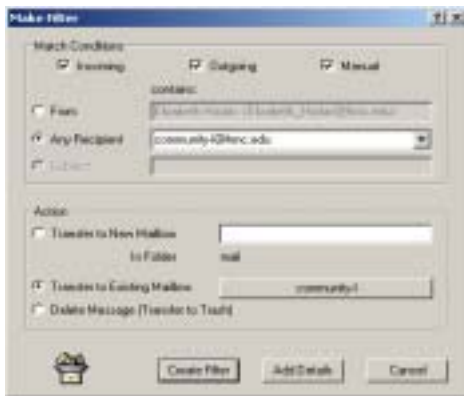 Make Filter
Match Conditions
Incoming Outgoing Manual
contains:
From
Any Recipient
Subject
Action
Transfer to New Mailbox
In Folder mail
Transfer to Existing Mailbox community-l
Delete Message (Transfer to Trash)
Create Filter Add Details Cancel